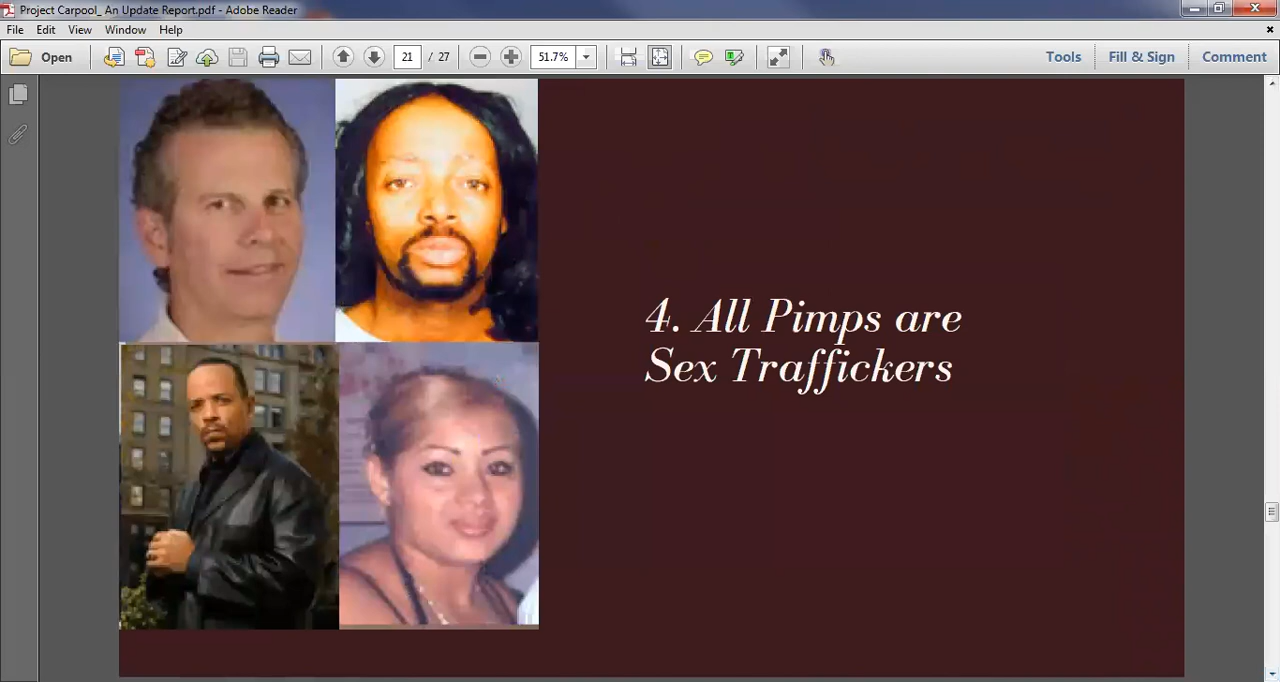 Project Carpool_ An Update Report.pdf - Adobe Reader
File Edit View Window Help
Open 21 / 27 51.7% Tools Fill & Sign Comment
4. All Pimps are
Sex Traffickers